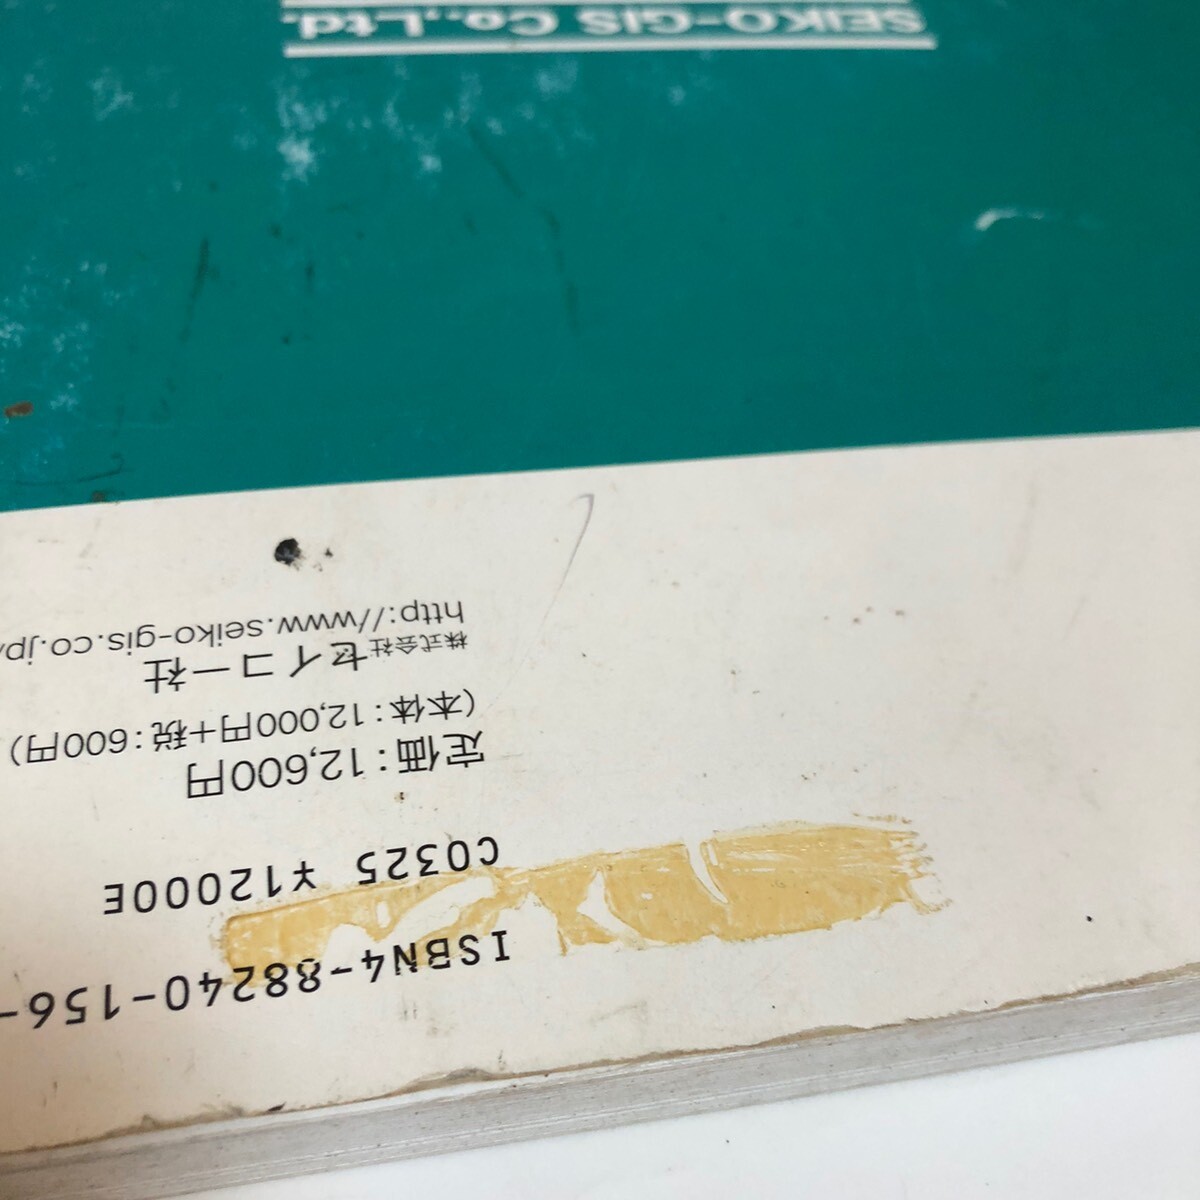 ISBN4-88240-156-
C0325 ¥12000E
定価:12,600円
(本体:12,000円+税:600円)
株式会社セイコー社
http://www.seiko-gis.co.jp/
SEIKO-GIS Co.,Ltd.